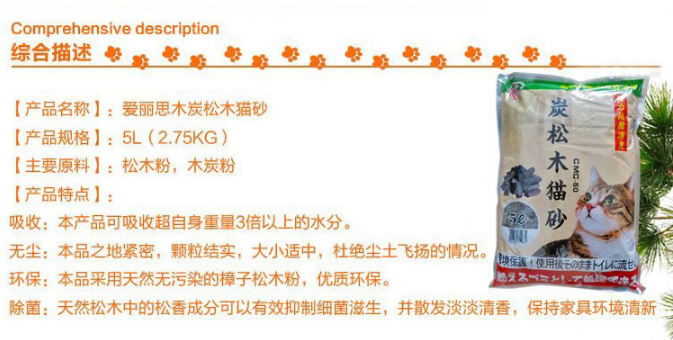 Comprehensive description
综合描述
【产品名称】：爱丽思木炭松木猫砂
【产品规格】：5L（2.75KG）
【主要原料】：松木粉，木炭粉
【产品特点】：
吸收：本产品可吸收超自身重量3倍以上的水分。
无尘：本品之地紧密，颗粒结实，大小适中，杜绝尘土飞扬的情况。
环保：本品采用天然无污染的樟子松木粉，优质环保。
除菌：天然松木中的松香成分可以有效抑制细菌滋生，并散发淡淡清香，保持家具环境清新
炭松木猫砂
CMC-50
5ℓ
境保護！使用後そのままトイレに流せ